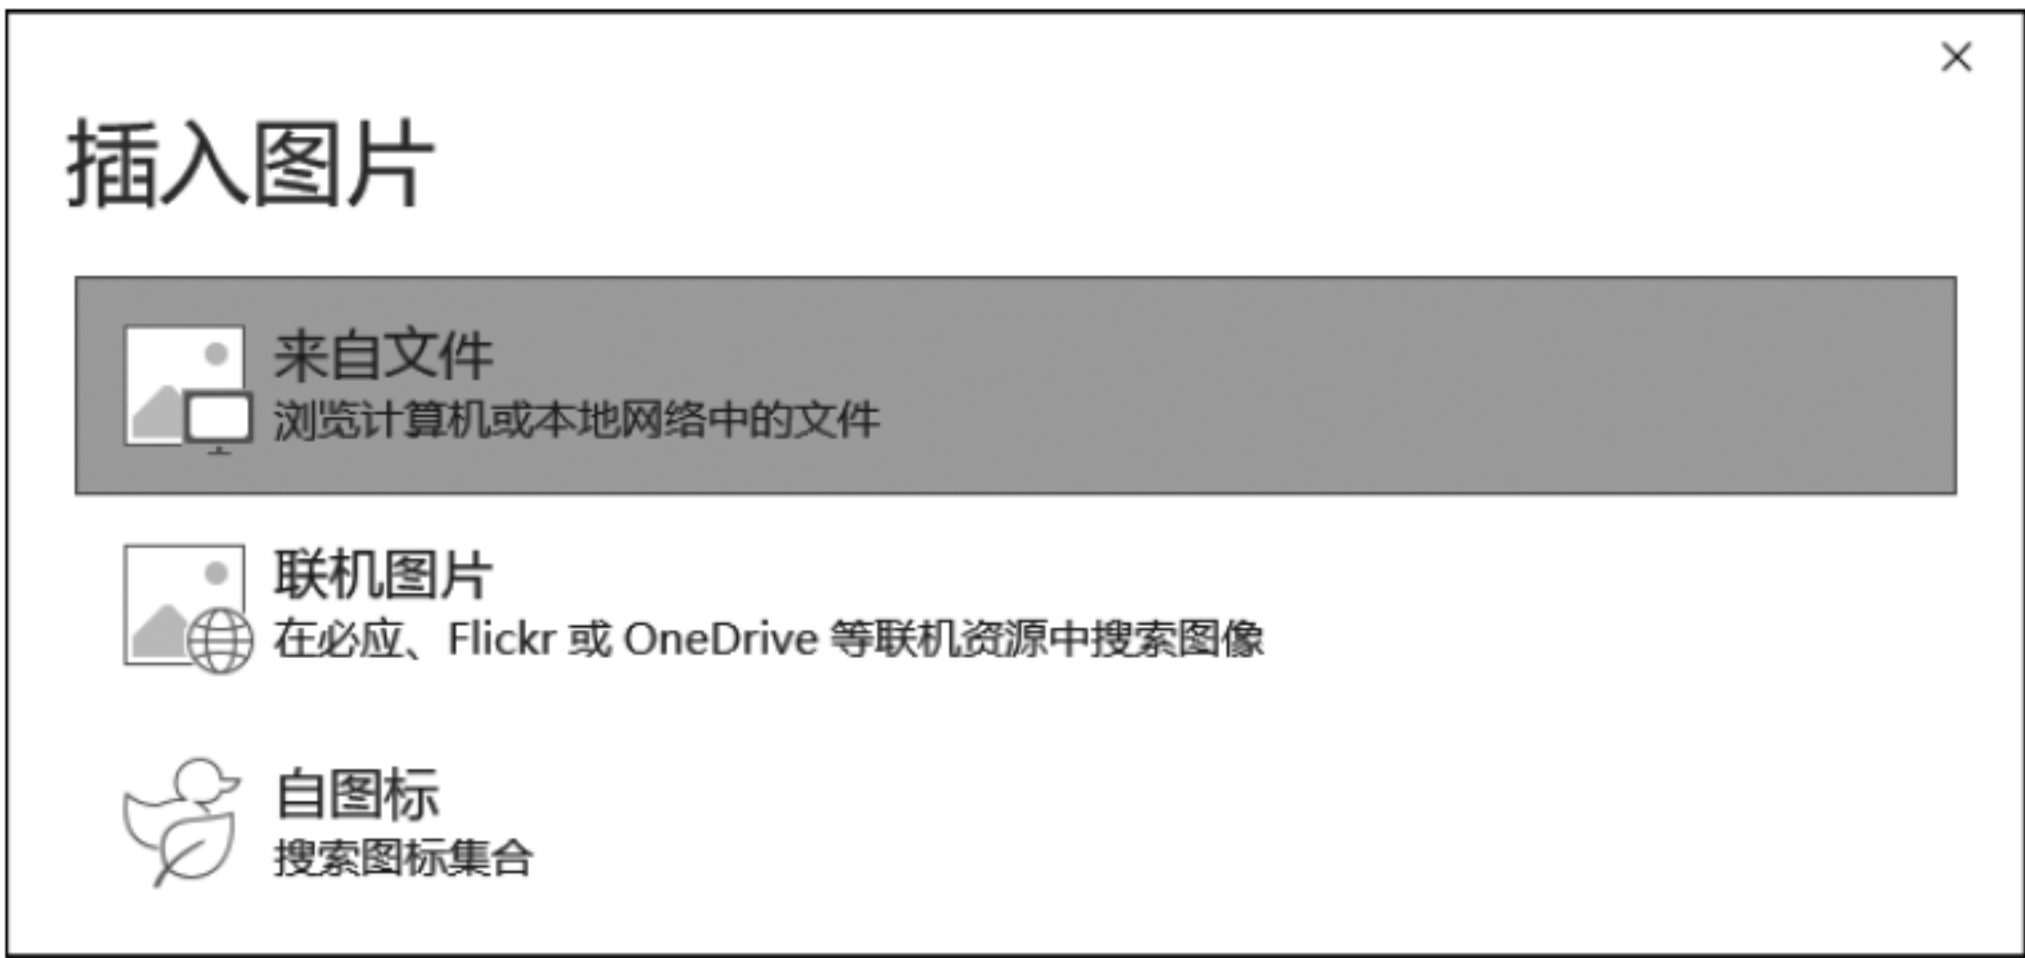 插入图片
来自文件
浏览计算机或本地网络中的文件
联机图片
在必应、Flickr 或 OneDrive 等联机资源中搜索图像
自图标
搜索图标集合